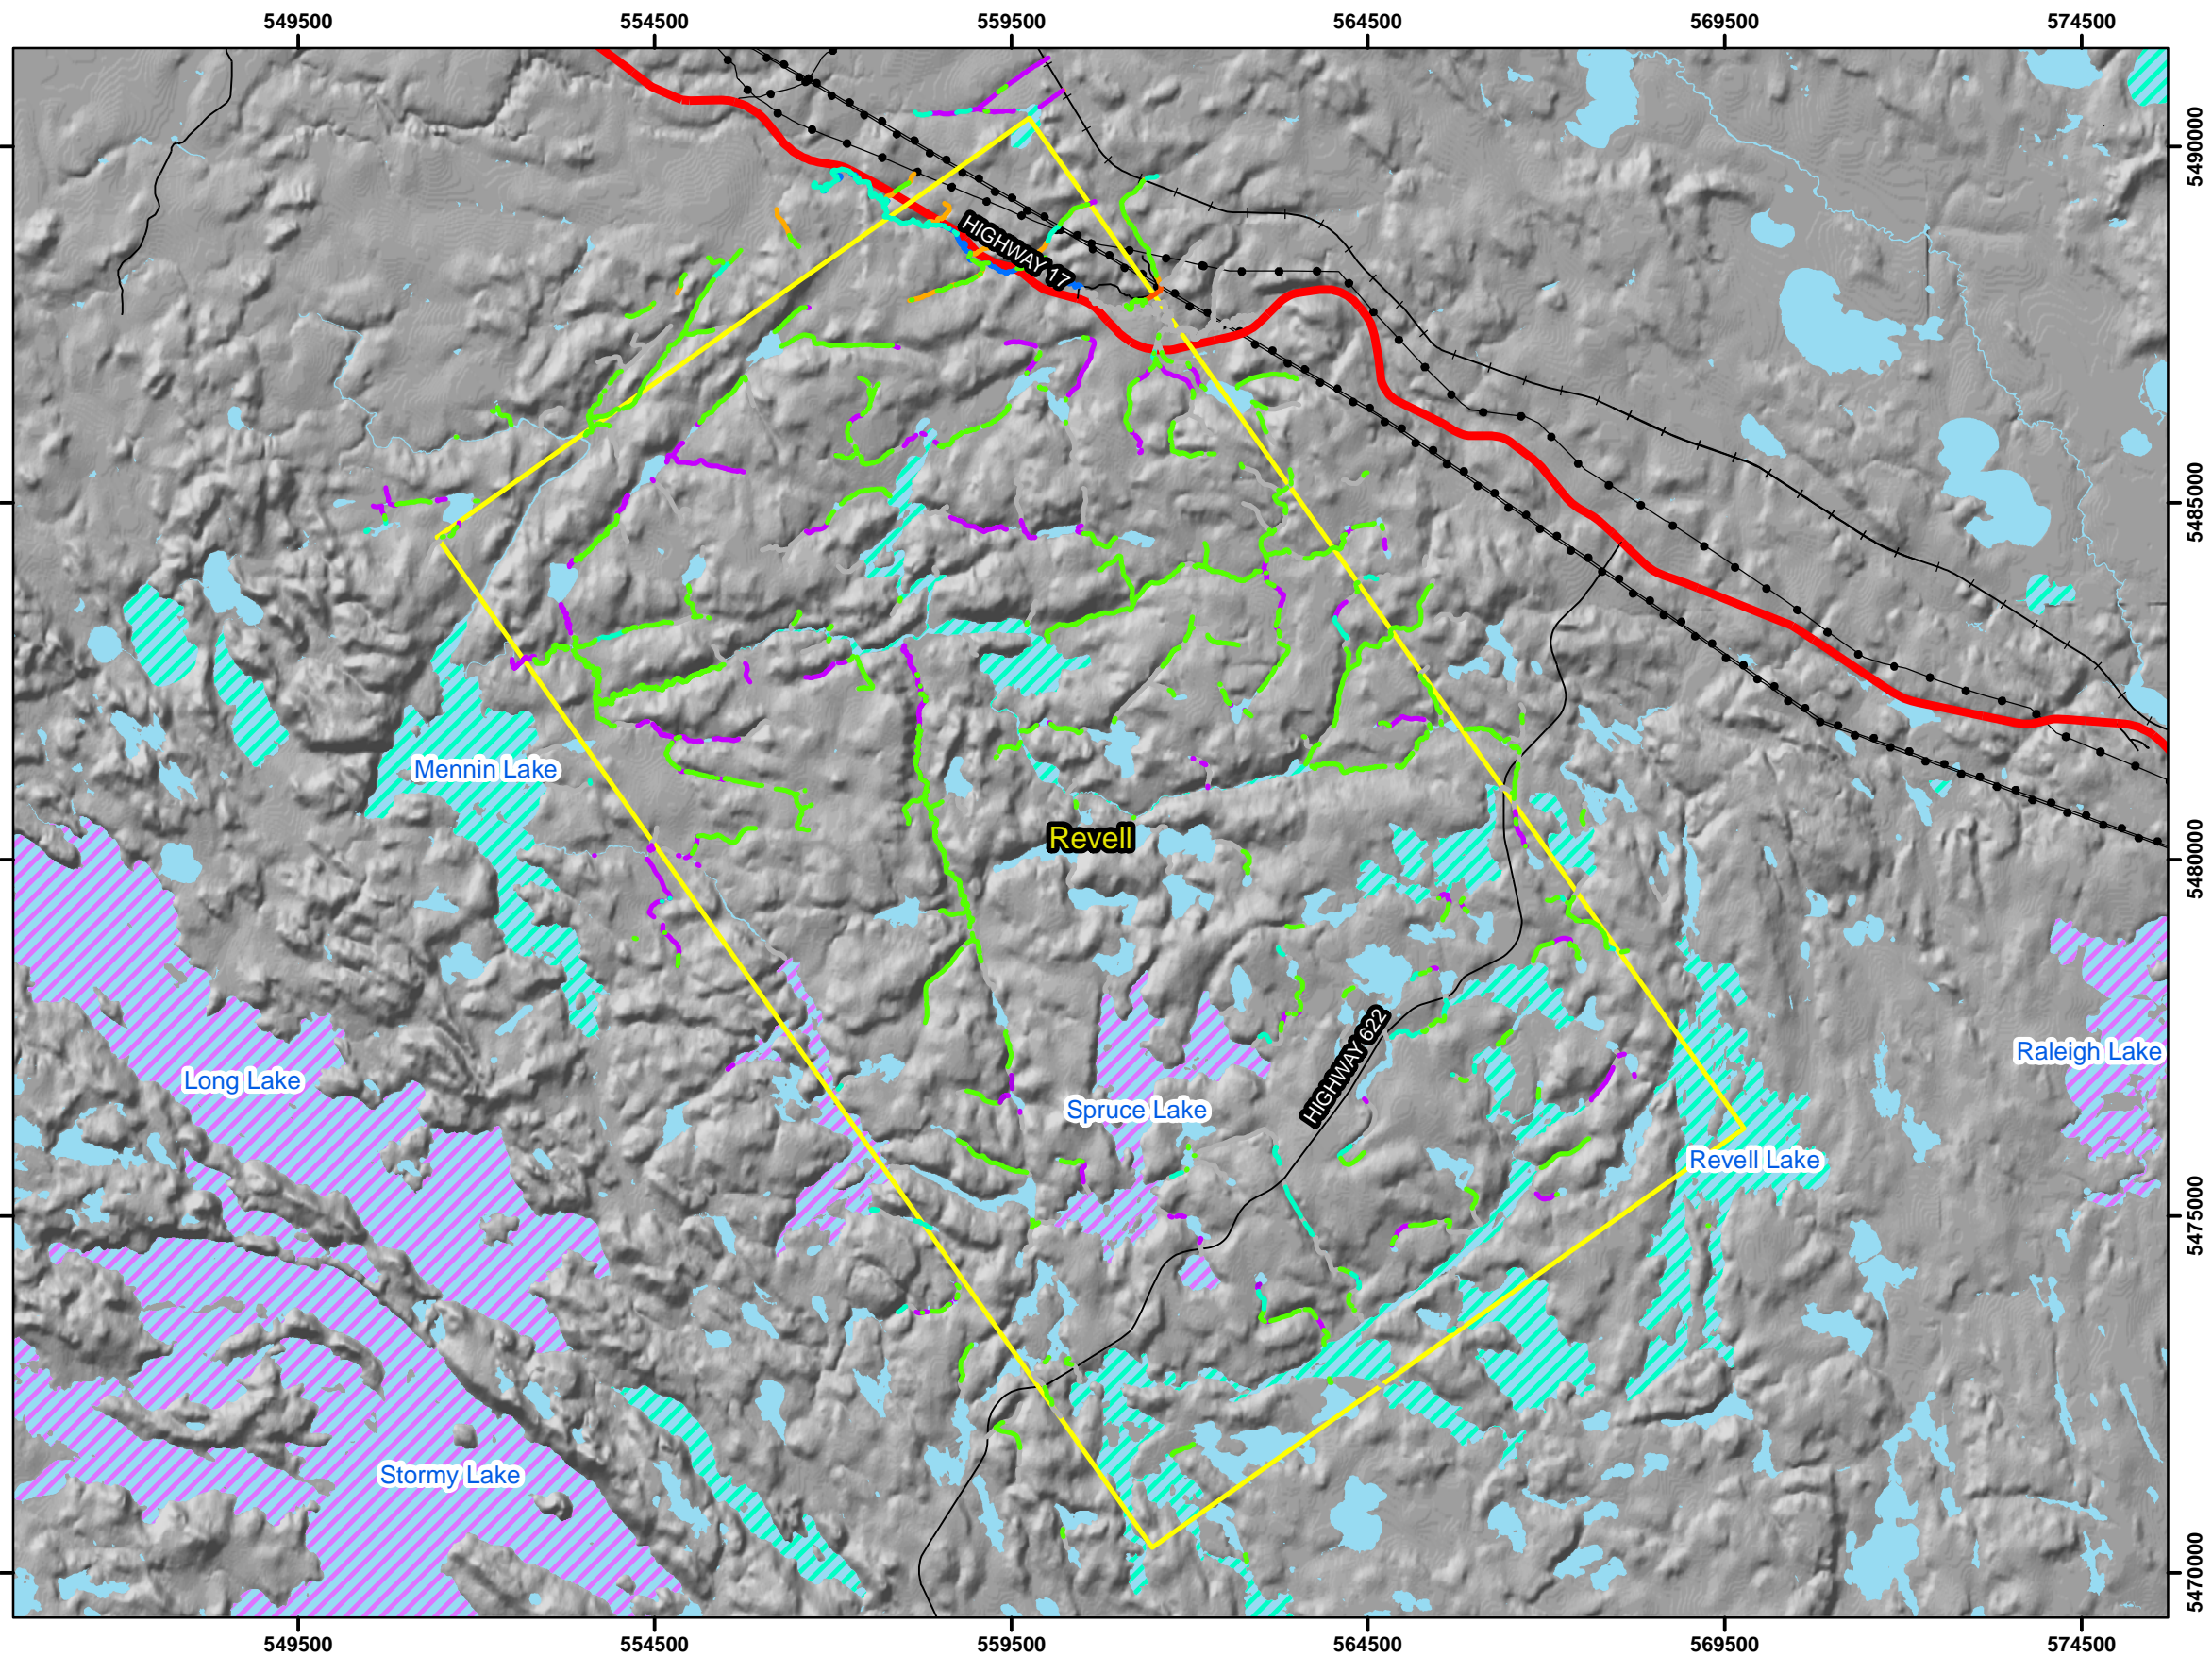 549500 554500 559500 564500 569500 574500
5490000
HIGHWAY 17
5485000
Mennin Lake
Revell
5480000
HIGHWAY 622
Raleigh Lake
Long Lake
Spruce Lake
Revell Lake
5475000
Stormy Lake
5470000
549500 554500 559500 564500 569500 574500